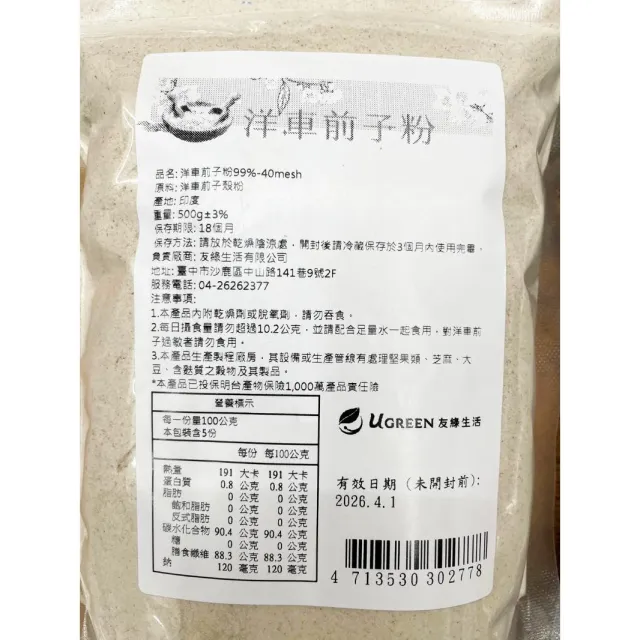 洋車前子粉
品名: 洋車前子粉99%-40mesh
原料: 洋車前子殼粉
產地: 印度
重量: 500g±3%
保存期限: 18個月
保存方法: 請放於乾燥陰涼處，開封後請冷藏保存於3個月內使用完畢。
負責廠商: 友緣生活有限公司
地址: 臺中市沙鹿區中山路141巷9號2F
服務電話: 04-26262377
注意事項:
1.本產品內附乾燥劑或脫氧劑，請勿吞食。
2.每日攝食量請勿超過10.2公克，並請配合足量水一起食用，對洋車前
子過敏者請勿食用。
3.本產品生產製程廠房，其設備或生產管線有處理堅果類、芝麻、大
豆、含麩質之穀物及其製品。
*本產品已投保明台產物保險1,000萬產品責任險
營養標示
每一份量100公克
本包裝含5份
每份 每100公克
熱量 191 大卡 191 大卡
蛋白質 0.8 公克 0.8 公克
脂肪 0 公克 0 公克
飽和脂肪 0 公克 0 公克
反式脂肪 0 公克 0 公克
碳水化合物 90.4 公克 90.4 公克
糖 0 公克 0 公克
膳食纖維 88.3 公克 88.3 公克
鈉 120 毫克 120 毫克
UGREEN 友緣生活
有效日期 (未開封前):
2026.4.1
4 713530 302778